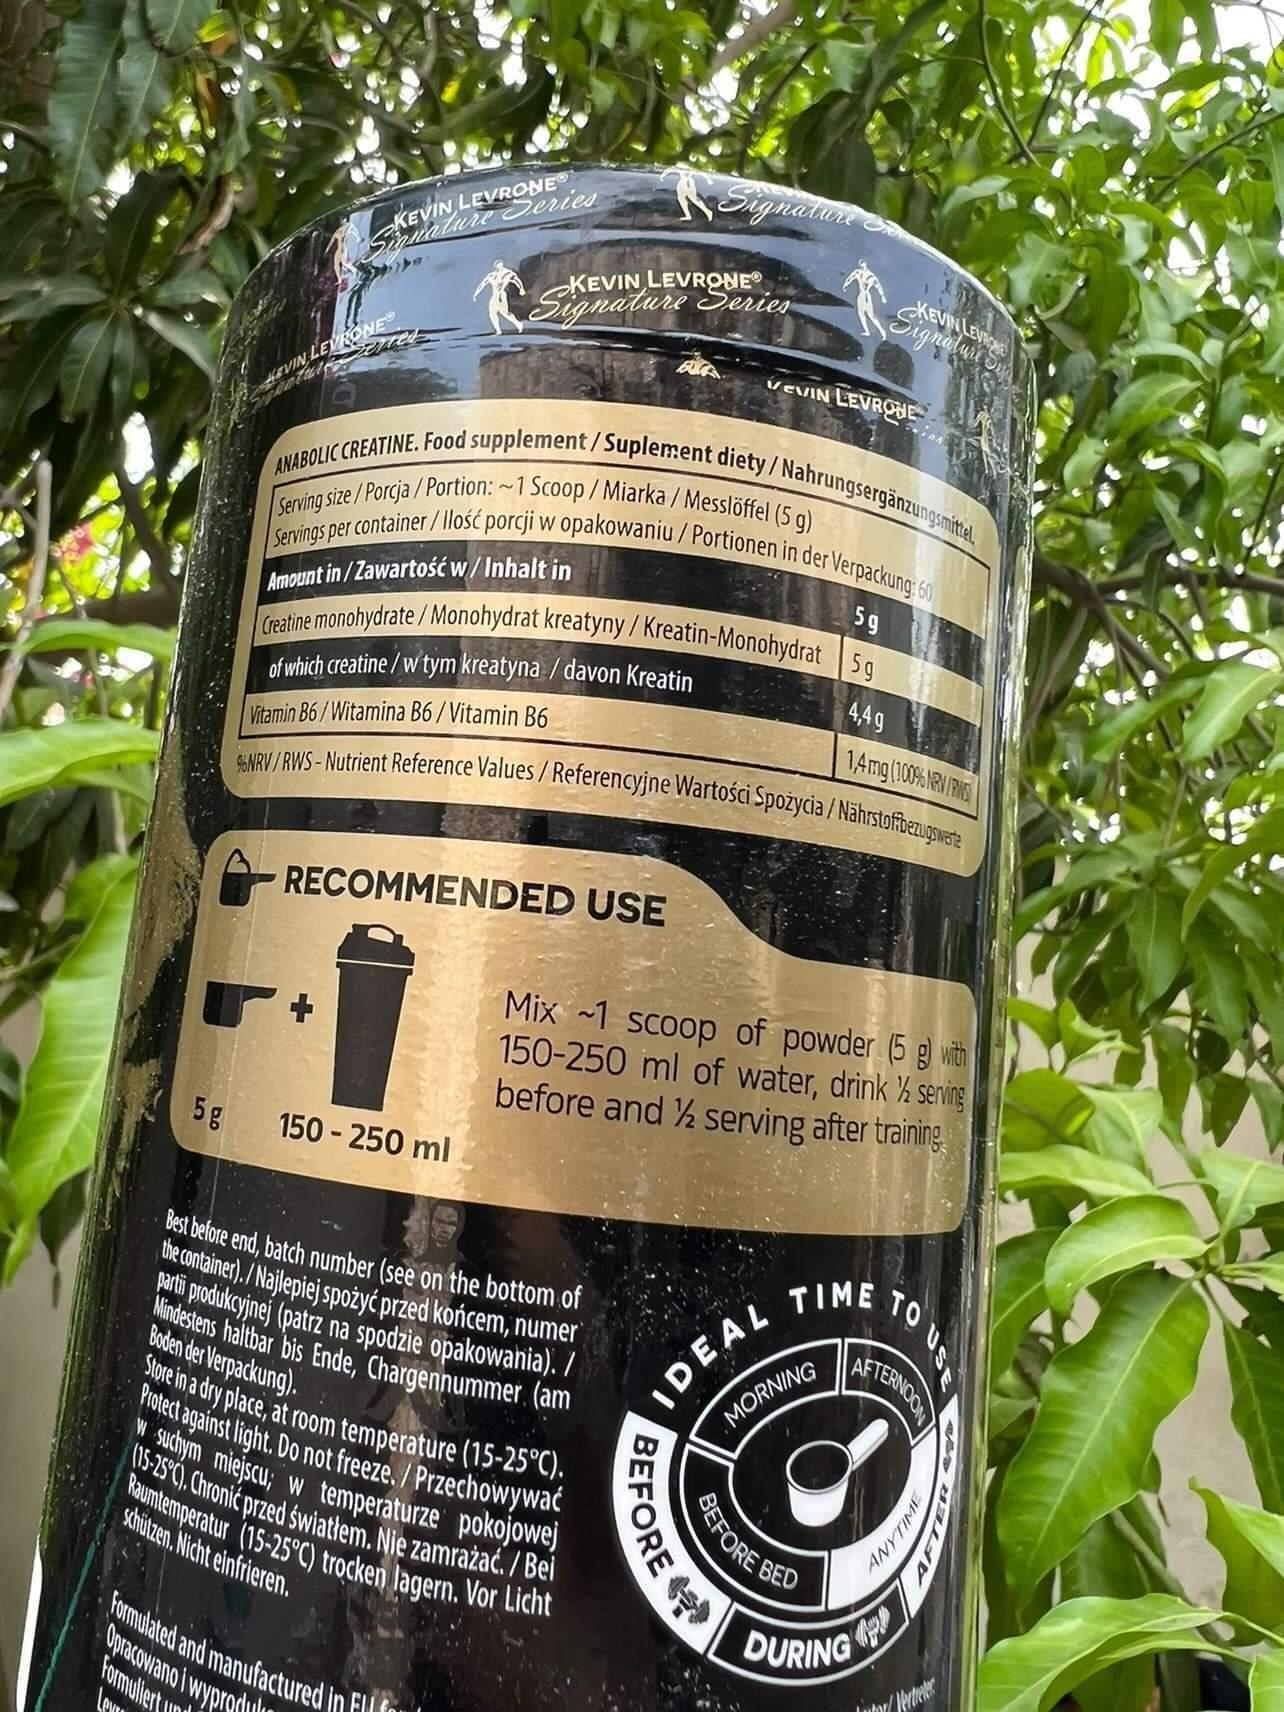 KEVIN LEVRONE®
Signature Series
Signature
KEVIN LEVRONE®
Signature Series
KEVIN LEVRONE®
Signature S
KEVIN LEVRONE®
Signature Series
KEVIN LEVRONE
ANABOLIC CREATINE. Food supplement / Suplement diety / Nahrungsergänzungsmittel.
Serving size / Porcja / Portion: ~1 Scoop / Miarka / Messlöffel (5 g)
Servings per container / Ilość porcji w opakowaniu / Portionen in der Verpackung: 60
Amount in / Zawartość w / Inhalt in 5 g
Creatine monohydrate / Monohydrat kreatyny / Kreatin-Monohydrat 5 g
of which creatine / w tym kreatyna / davon Kreatin 4,4 g
Vitamin B6 / Witamina B6 / Vitamin B6 1,4 mg (100% NRV / RWS)
%NRV / RWS - Nutrient Reference Values / Referencyjne Wartości Spożycia / Nährstoffbezugswerte
RECOMMENDED USE
+
5 g
150 - 250 ml
Mix ~1 scoop of powder (5 g) with
150-250 ml of water, drink ½ serving
before and ½ serving after training.
Best before end, batch number (see on the bottom of
the container). / Najlepiej spożyć przed końcem, numer
partii produkcyjnej (patrz na spodzie opakowania). /
Mindestens haltbar bis Ende, Chargennummer (am
Boden der Verpackung).
Store in a dry place, at room temperature (15-25°C).
Protect against light. Do not freeze. / Przechowywać
w suchym miejscu, w temperaturze pokojowej
(15-25°C). Chronić przed światłem. Nie zamrażać. / Bei
Raumtemperatur (15-25°C) trocken lagern. Vor Licht
schützen. Nicht einfrieren.
Formulated and manufactured in EU
Opracowano i
Formuliert und
IDEAL TIME TO USE
MORNING
AFTERNOON
BEFORE BED
ANYTIME
BEFORE
DURING
AFTER
Vertreter